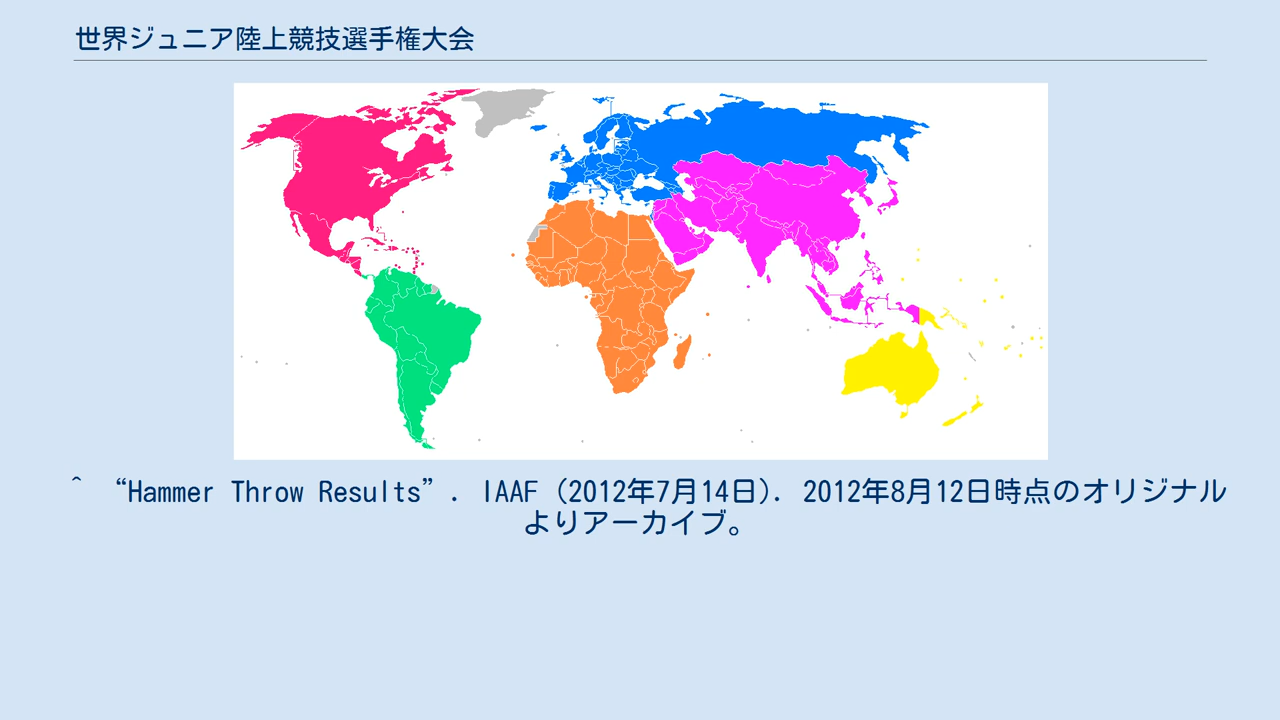 世界ジュニア陸上競技選手権大会
^ “Hammer Throw Results”. IAAF (2012年7月14日). 2012年8月12日時点のオリジナル
よりアーカイブ。